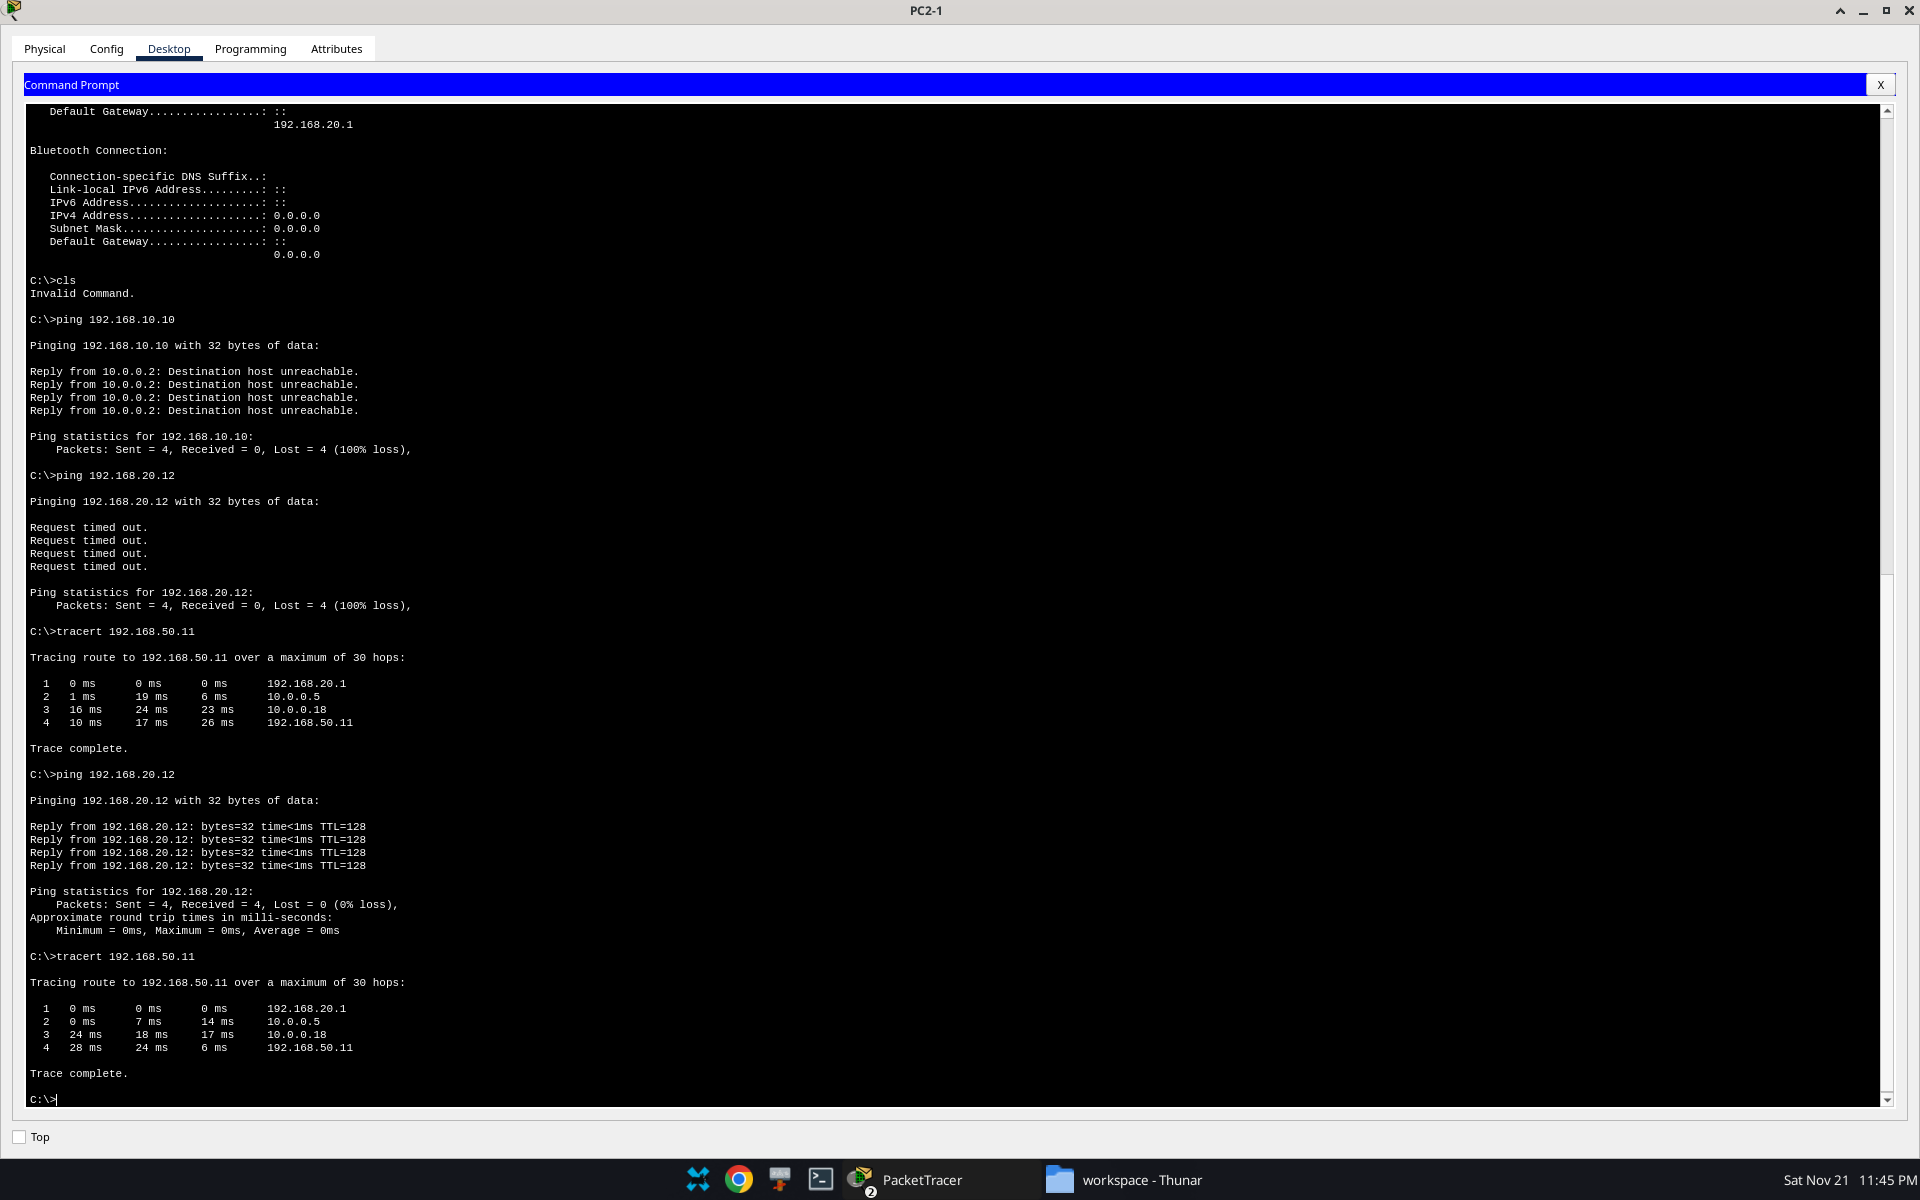 PC2-1
Physical Config Desktop Programming Attributes
Command Prompt X
Default Gateway.................: ::
192.168.20.1
Bluetooth Connection:
Connection-specific DNS Suffix..:
Link-local IPv6 Address.........: ::
IPv6 Address....................: ::
IPv4 Address....................: 0.0.0.0
Subnet Mask.....................: 0.0.0.0
Default Gateway.................: ::
0.0.0.0
C:\>cls
Invalid Command.
C:\>ping 192.168.10.10
Pinging 192.168.10.10 with 32 bytes of data:
Reply from 10.0.0.2: Destination host unreachable.
Reply from 10.0.0.2: Destination host unreachable.
Reply from 10.0.0.2: Destination host unreachable.
Reply from 10.0.0.2: Destination host unreachable.
Ping statistics for 192.168.10.10:
Packets: Sent = 4, Received = 0, Lost = 4 (100% loss),
C:\>ping 192.168.20.12
Pinging 192.168.20.12 with 32 bytes of data:
Request timed out.
Request timed out.
Request timed out.
Request timed out.
Ping statistics for 192.168.20.12:
Packets: Sent = 4, Received = 0, Lost = 4 (100% loss),
C:\>tracert 192.168.50.11
Tracing route to 192.168.50.11 over a maximum of 30 hops:
1 0 ms 0 ms 0 ms 192.168.20.1
2 1 ms 19 ms 6 ms 10.0.0.5
3 16 ms 24 ms 23 ms 10.0.0.18
4 10 ms 17 ms 26 ms 192.168.50.11
Trace complete.
C:\>ping 192.168.20.12
Pinging 192.168.20.12 with 32 bytes of data:
Reply from 192.168.20.12: bytes=32 time<1ms TTL=128
Reply from 192.168.20.12: bytes=32 time<1ms TTL=128
Reply from 192.168.20.12: bytes=32 time<1ms TTL=128
Reply from 192.168.20.12: bytes=32 time<1ms TTL=128
Ping statistics for 192.168.20.12:
Packets: Sent = 4, Received = 4, Lost = 0 (0% loss),
Approximate round trip times in milli-seconds:
Minimum = 0ms, Maximum = 0ms, Average = 0ms
C:\>tracert 192.168.50.11
Tracing route to 192.168.50.11 over a maximum of 30 hops:
1 0 ms 0 ms 0 ms 192.168.20.1
2 0 ms 7 ms 14 ms 10.0.0.5
3 24 ms 18 ms 17 ms 10.0.0.18
4 28 ms 24 ms 6 ms 192.168.50.11
Trace complete.
C:\>
Top
2 PacketTracer workspace - Thunar Sat Nov 21 11:45 PM